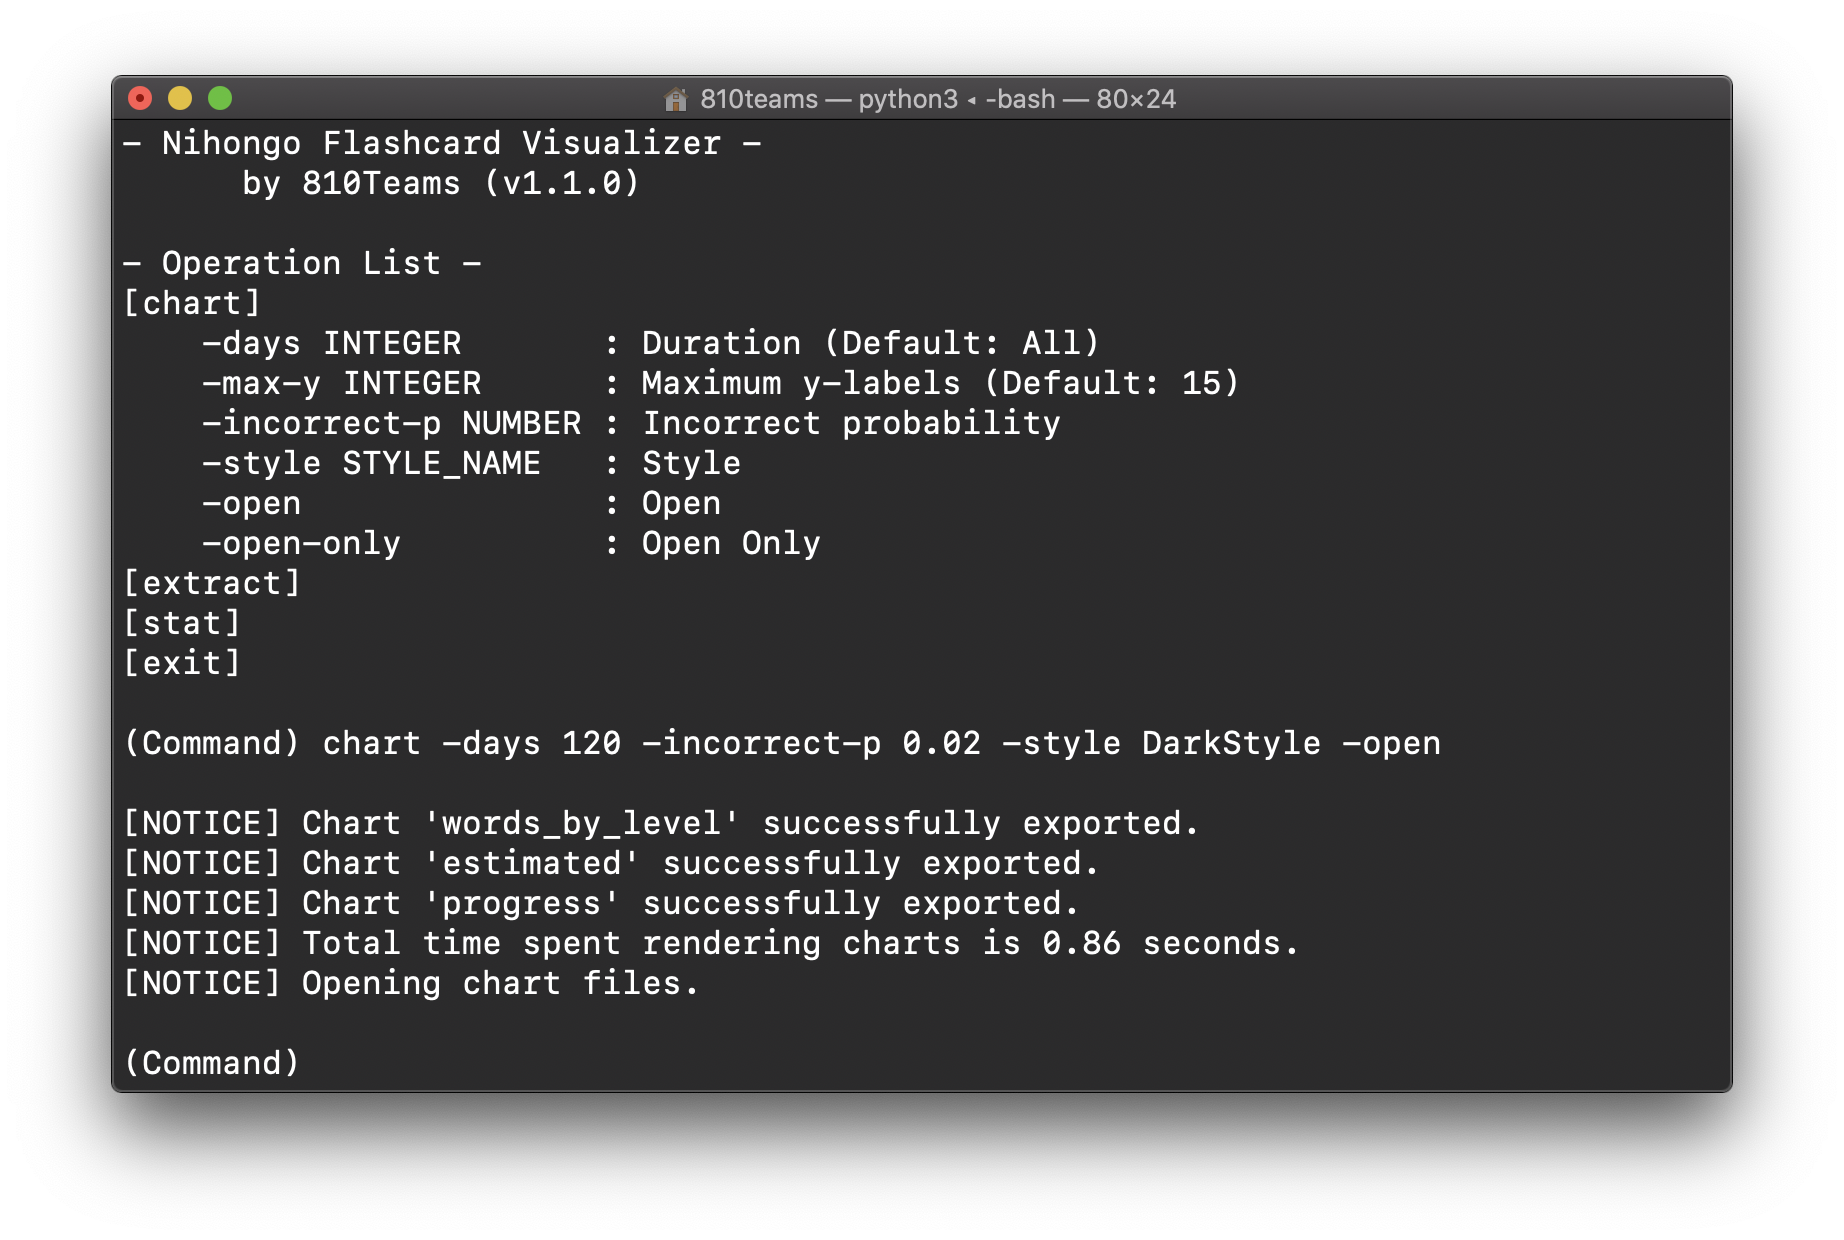 810teams — python3 ◂ -bash — 80×24
- Nihongo Flashcard Visualizer -
      by 810Teams (v1.1.0)

- Operation List -
[chart]
    -days INTEGER       : Duration (Default: All)
    -max-y INTEGER      : Maximum y-labels (Default: 15)
    -incorrect-p NUMBER : Incorrect probability
    -style STYLE_NAME   : Style
    -open               : Open
    -open-only          : Open Only
[extract]
[stat]
[exit]

(Command) chart -days 120 -incorrect-p 0.02 -style DarkStyle -open

[NOTICE] Chart 'words_by_level' successfully exported.
[NOTICE] Chart 'estimated' successfully exported.
[NOTICE] Chart 'progress' successfully exported.
[NOTICE] Total time spent rendering charts is 0.86 seconds.
[NOTICE] Opening chart files.

(Command)